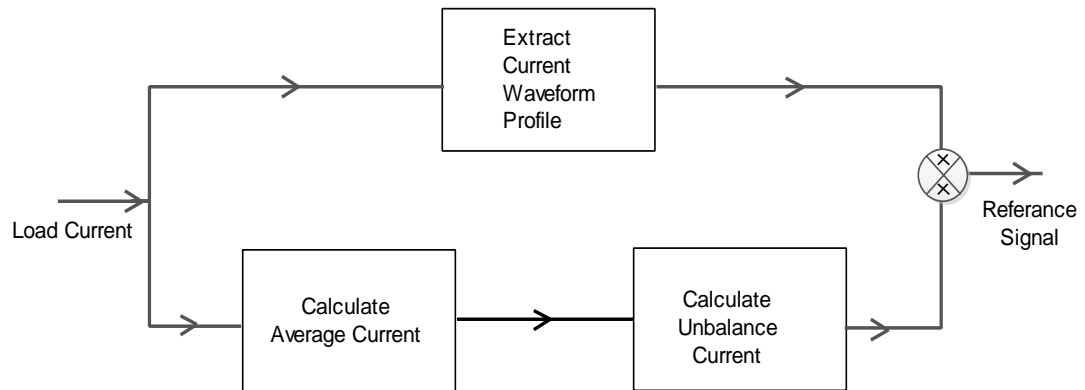 Extract
Current
Waveform
Profile
Load Current
Referance
Signal
Calculate
Average Current
Calculate
Unbalance
Current